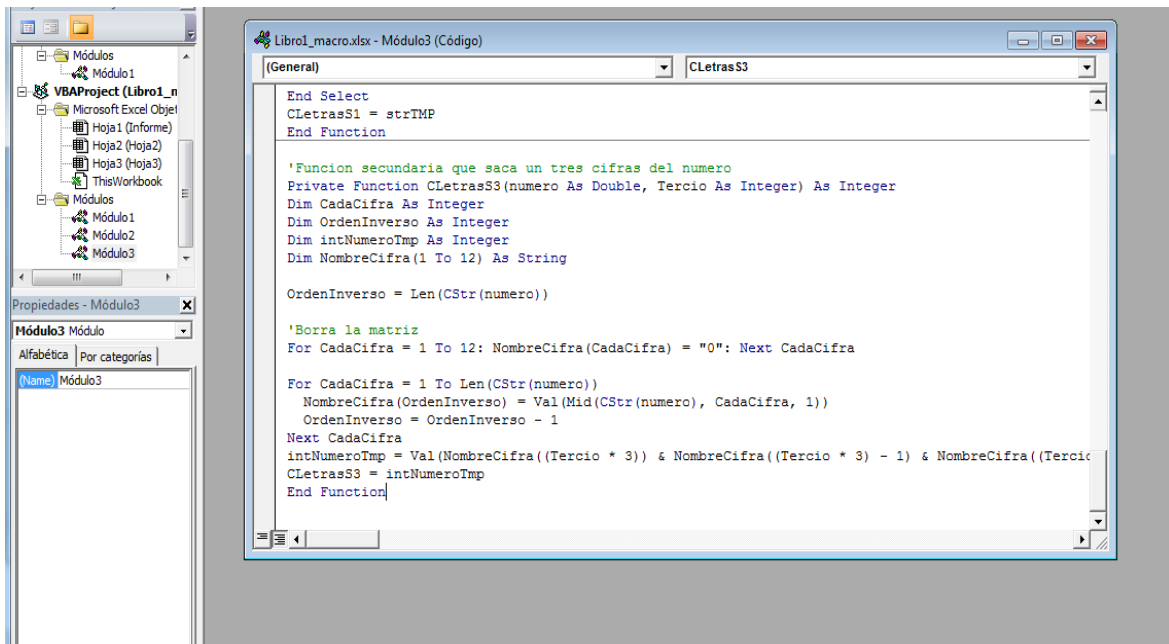 Módulos
Módulo1
VBAProject (Libro1_n
Microsoft Excel Objet
Hoja1 (Informe)
Hoja2 (Hoja2)
Hoja3 (Hoja3)
ThisWorkbook
Módulos
Módulo1
Módulo2
Módulo3
Propiedades - Módulo3
Módulo3 Módulo
Alfabética Por categorías
(Name) Módulo3
Libro1_macro.xlsx - Módulo3 (Código)
(General) CLetrasS3
End Select
CLetrasS1 = strTMP
End Function
'Funcion secundaria que saca un tres cifras del numero
Private Function CLetrasS3(numero As Double, Tercio As Integer) As Integer
Dim CadaCifra As Integer
Dim OrdenInverso As Integer
Dim intNumeroTmp As Integer
Dim NombreCifra(1 To 12) As String
OrdenInverso = Len(CStr(numero))
'Borra la matriz
For CadaCifra = 1 To 12: NombreCifra(CadaCifra) = "0": Next CadaCifra
For CadaCifra = 1 To Len(CStr(numero))
NombreCifra(OrdenInverso) = Val(Mid(CStr(numero), CadaCifra, 1))
OrdenInverso = OrdenInverso - 1
Next CadaCifra
intNumeroTmp = Val(NombreCifra((Tercio * 3)) & NombreCifra((Tercio * 3) - 1) & NombreCifra((Tercio
CLetrasS3 = intNumeroTmp
End Function